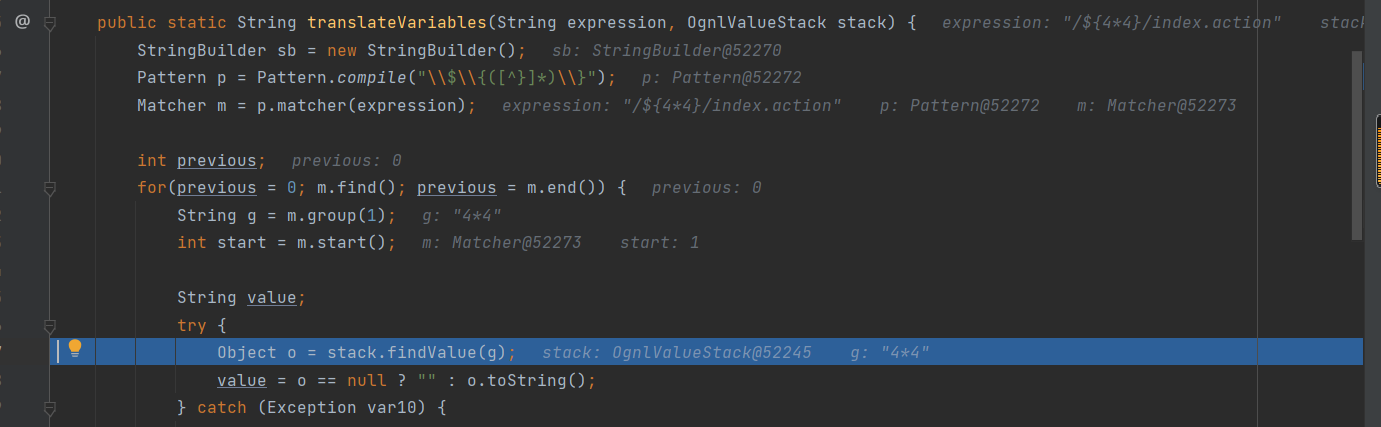 public static String translateVariables(String expression, OgnlValueStack stack) {   expression: "/${4*4}/index.action"   stack
StringBuilder sb = new StringBuilder();   sb: StringBuilder@52270
Pattern p = Pattern.compile("\\$\\{([^}]*)\\}");   p: Pattern@52272
Matcher m = p.matcher(expression);   expression: "/${4*4}/index.action"   p: Pattern@52272   m: Matcher@52273
int previous;   previous: 0
for(previous = 0; m.find(); previous = m.end()) {   previous: 0
String g = m.group(1);   g: "4*4"
int start = m.start();   m: Matcher@52273   start: 1
String value;
try {
Object o = stack.findValue(g);   stack: OgnlValueStack@52245   g: "4*4"
value = o == null ? "" : o.toString();
} catch (Exception var10) {